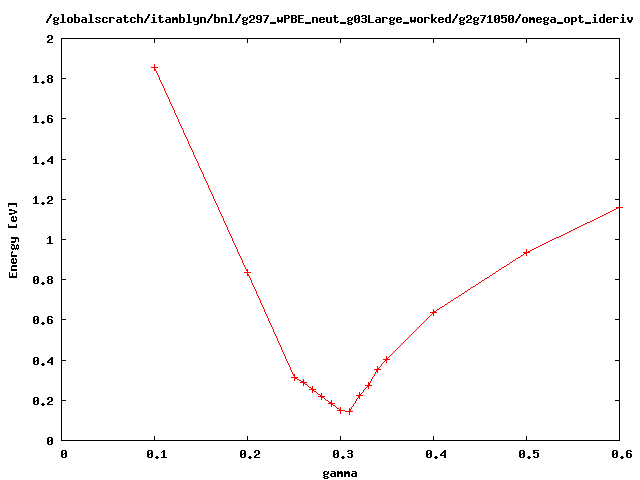 /globalscratch/itamblyn/bnl/g297_wPBE_neut_g03Large_worked/g2g71050/omega_opt_ideriv
2
1.8
1.6
1.4
1.2
1
0.8
0.6
0.4
0.2
0
Energy [eV]
0 0.1 0.2 0.3 0.4 0.5 0.6
gamma